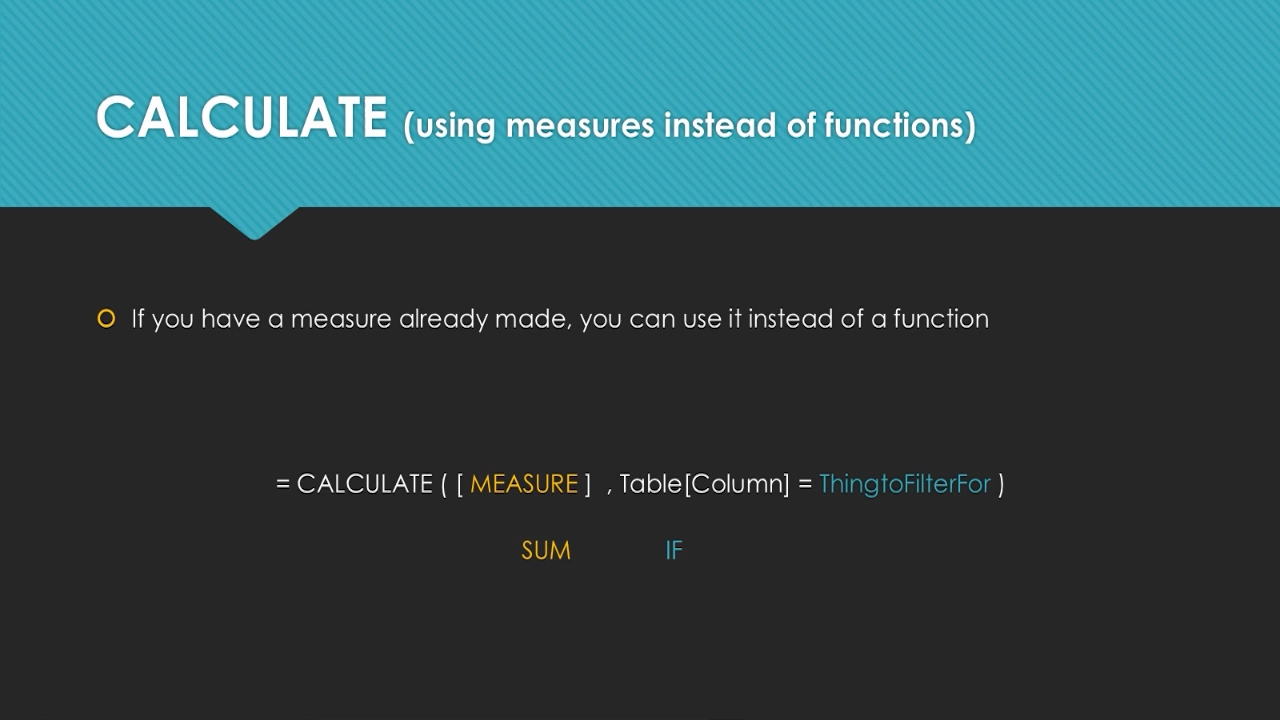 CALCULATE (using measures instead of functions)
If you have a measure already made, you can use it instead of a function
= CALCULATE ( [ MEASURE ]  , Table[Column] = ThingtoFilterFor )
SUM IF